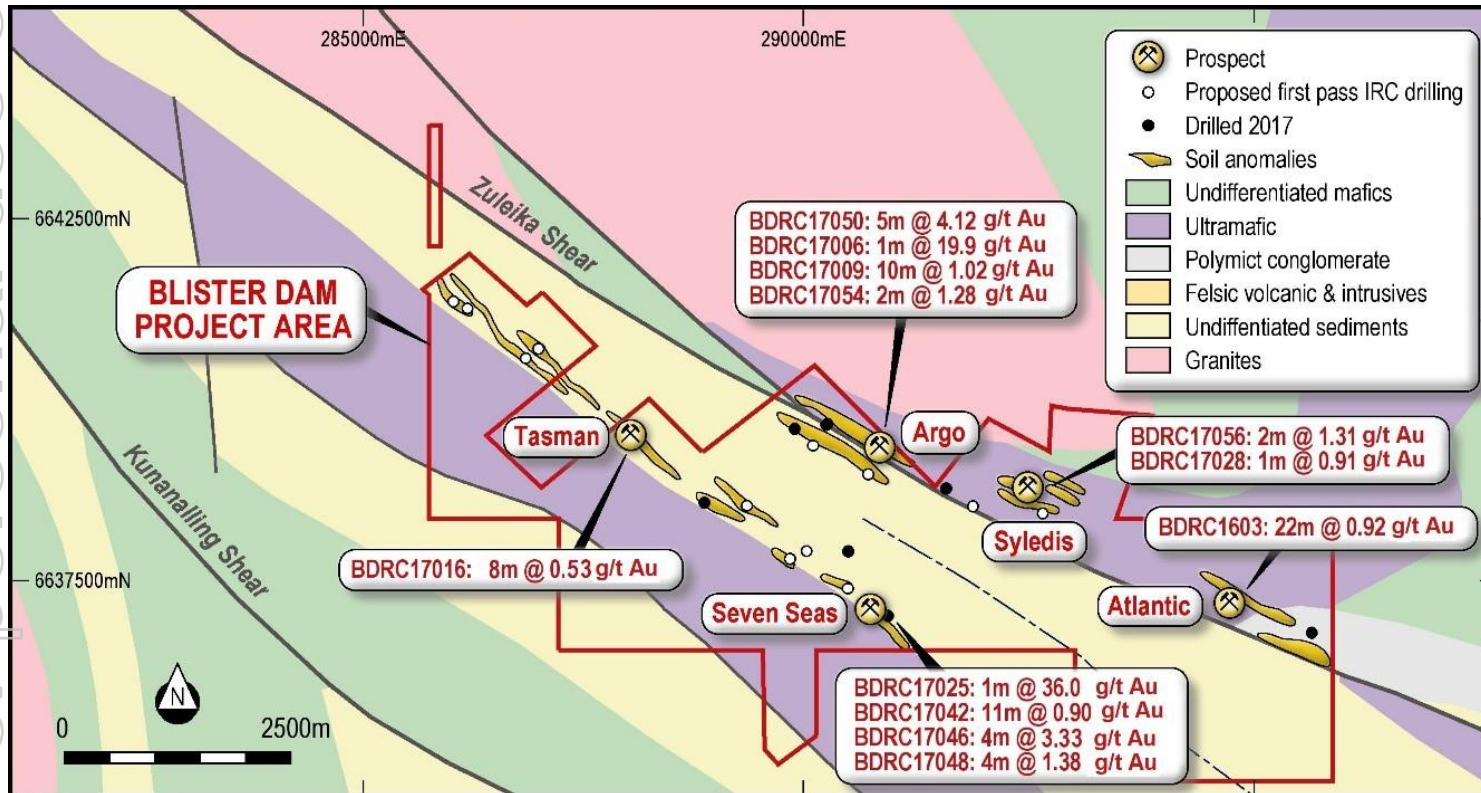 285000mE
290000mE
6642500mN
6637500mN
Zuleika Shear
Kunanalling Shear
BLISTER DAM
PROJECT AREA
BDRC17050: 5m @ 4.12 g/t Au
BDRC17006: 1m @ 19.9 g/t Au
BDRC17009: 10m @ 1.02 g/t Au
BDRC17054: 2m @ 1.28 g/t Au
Tasman
Argo
BDRC17056: 2m @ 1.31 g/t Au
BDRC17028: 1m @ 0.91 g/t Au
Syledis
BDRC1603: 22m @ 0.92 g/t Au
BDRC17016: 8m @ 0.53 g/t Au
Seven Seas
Atlantic
BDRC17025: 1m @ 36.0 g/t Au
BDRC17042: 11m @ 0.90 g/t Au
BDRC17046: 4m @ 3.33 g/t Au
BDRC17048: 4m @ 1.38 g/t Au
N
0 2500m
Prospect
Proposed first pass IRC drilling
Drilled 2017
Soil anomalies
Undifferentiated mafics
Ultramafic
Polymict conglomerate
Felsic volcanic & intrusives
Undiffentiated sediments
Granites